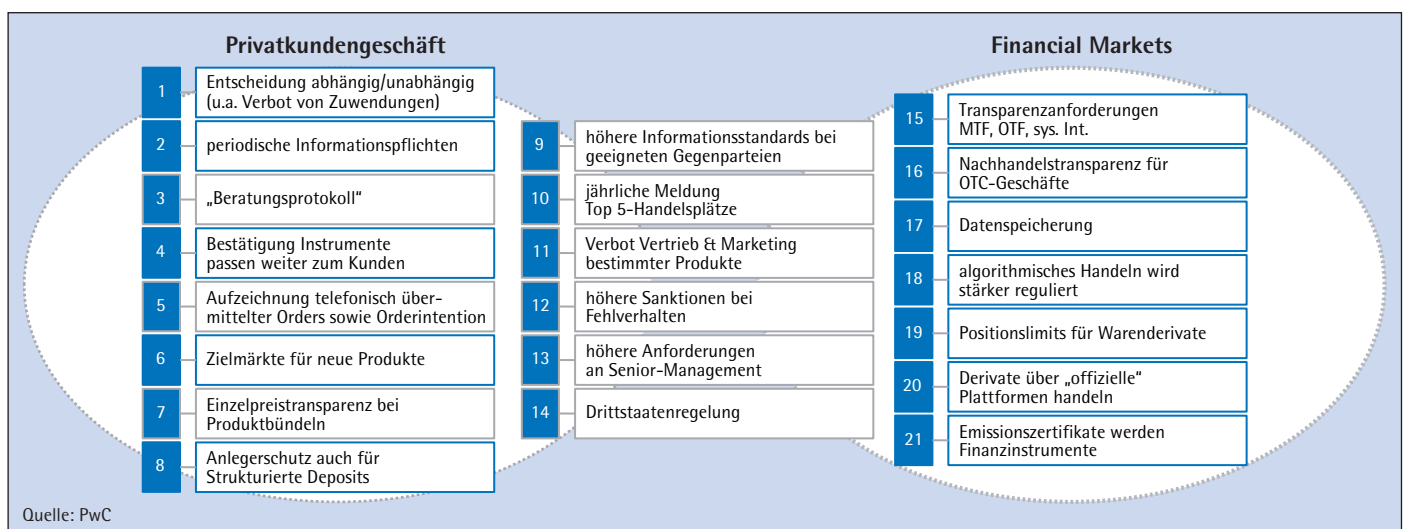 Privatkundengeschäft
1
Entscheidung abhängig/unabhängig
(u.a. Verbot von Zuwendungen)
2
periodische Informationspflichten
3
„Beratungsprotokoll“
4
Bestätigung Instrumente
passen weiter zum Kunden
5
Aufzeichnung telefonisch über-
mittelter Orders sowie Orderintention
6
Zielmärkte für neue Produkte
7
Einzelpreistransparenz bei
Produktbündeln
8
Anlegerschutz auch für
Strukturierte Deposits
9
höhere Informationsstandards bei
geeigneten Gegenparteien
10
jährliche Meldung
Top 5-Handelsplätze
11
Verbot Vertrieb & Marketing
bestimmter Produkte
12
höhere Sanktionen bei
Fehlverhalten
13
höhere Anforderungen
an Senior-Management
14
Drittstaatenregelung
Financial Markets
15
Transparenzanforderungen
MTF, OTF, sys. Int.
16
Nachhandelstransparenz für
OTC-Geschäfte
17
Datenspeicherung
18
algorithmisches Handeln wird
stärker reguliert
19
Positionslimits für Warenderivate
20
Derivate über „offizielle“
Plattformen handeln
21
Emissionszertifikate werden
Finanzinstrumente
Quelle: PwC